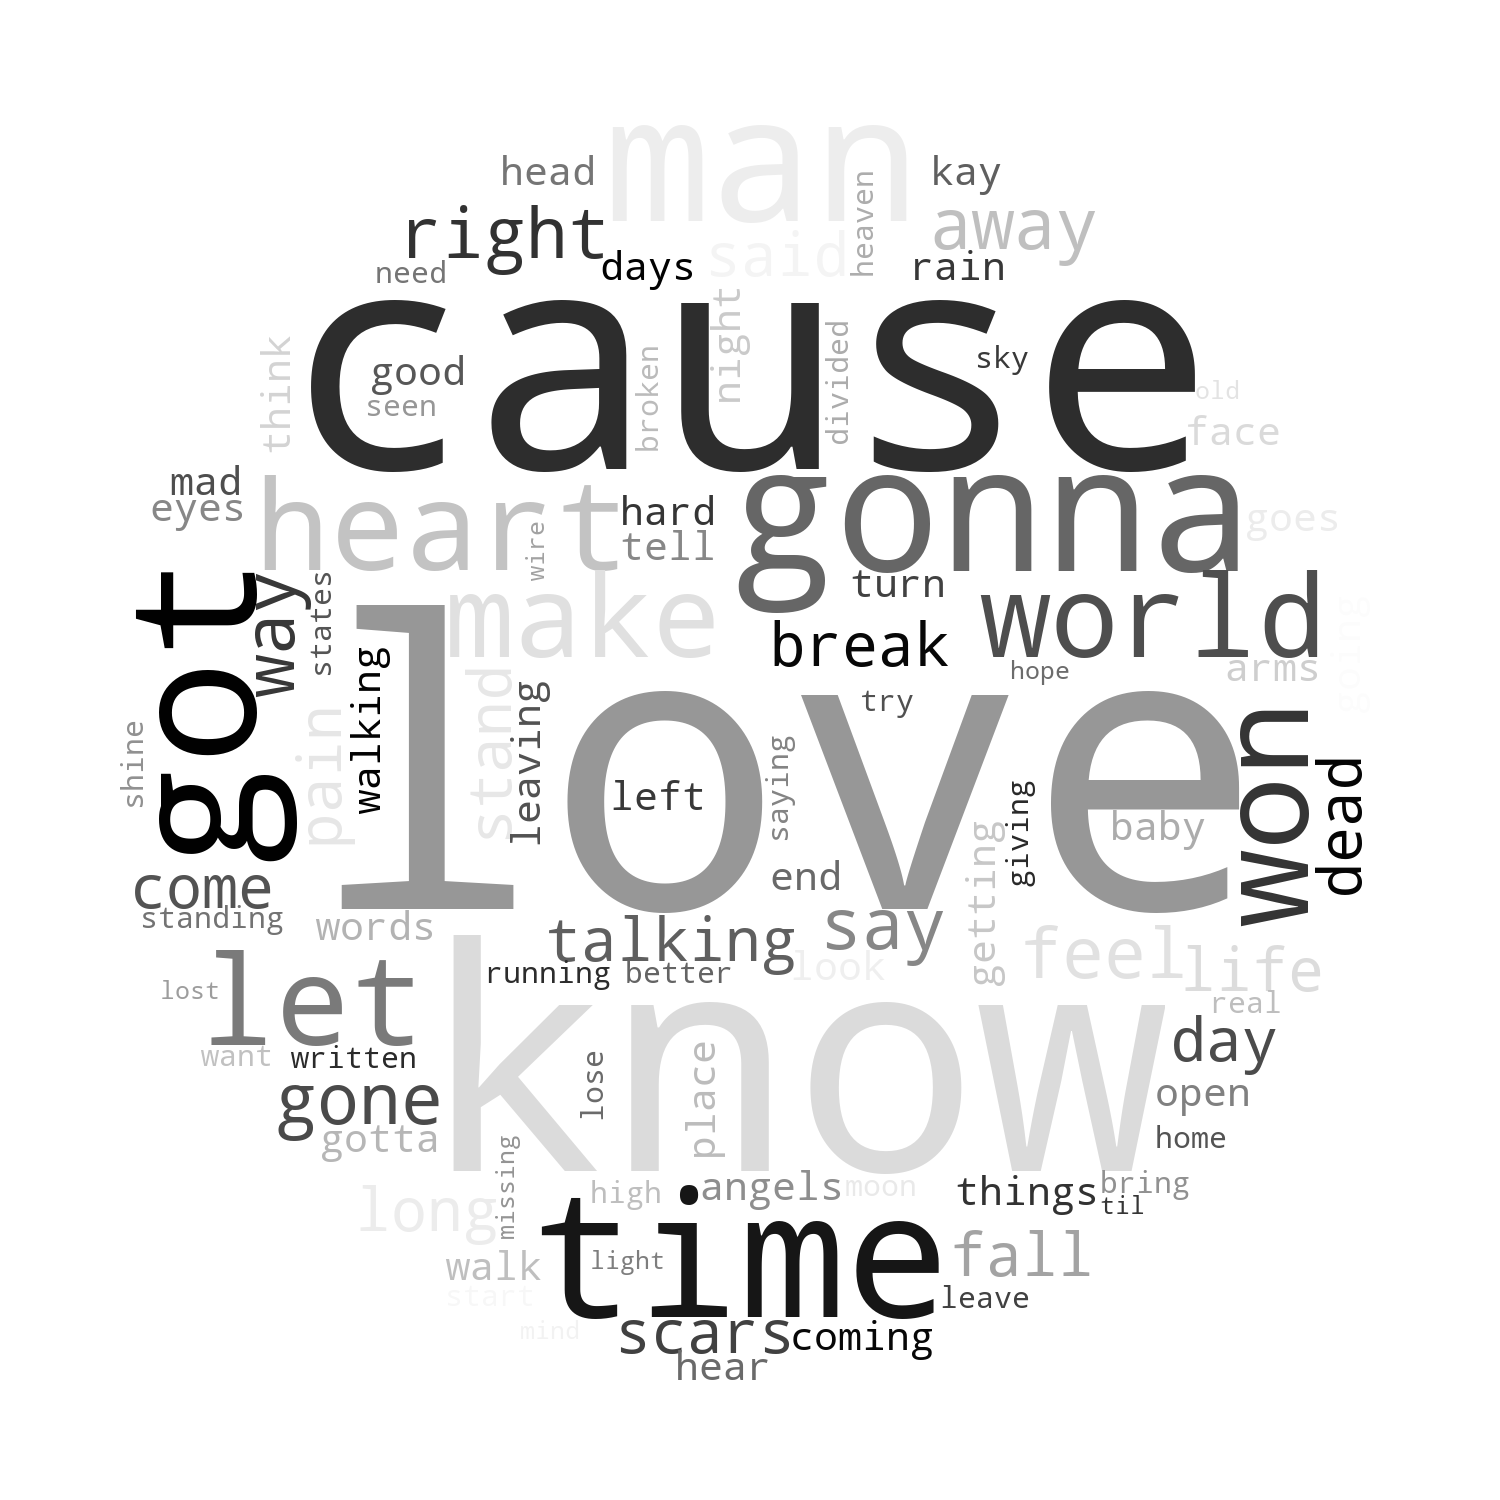 man
head
kay
heaven
right
away
said
days
rain
need
cause
night
divided
think
good
broken
sky
seen
old
face
mad
eyes
heart
hard
gonna
goes
wire
tell
got
way
states
make
turn
world
break
walking
hope
arms
going
pain
stand
leaving
love
try
won
shine
left
saying
giving
baby
dead
come
end
standing
words
talking
say
getting
feel
life
let
running
better
look
lost
know
real
want
written
day
gone
lose
place
open
gotta
home
long
missing
high
angels
moon
things
bring
til
time
walk
light
fall
start
leave
mind
scars
coming
hear